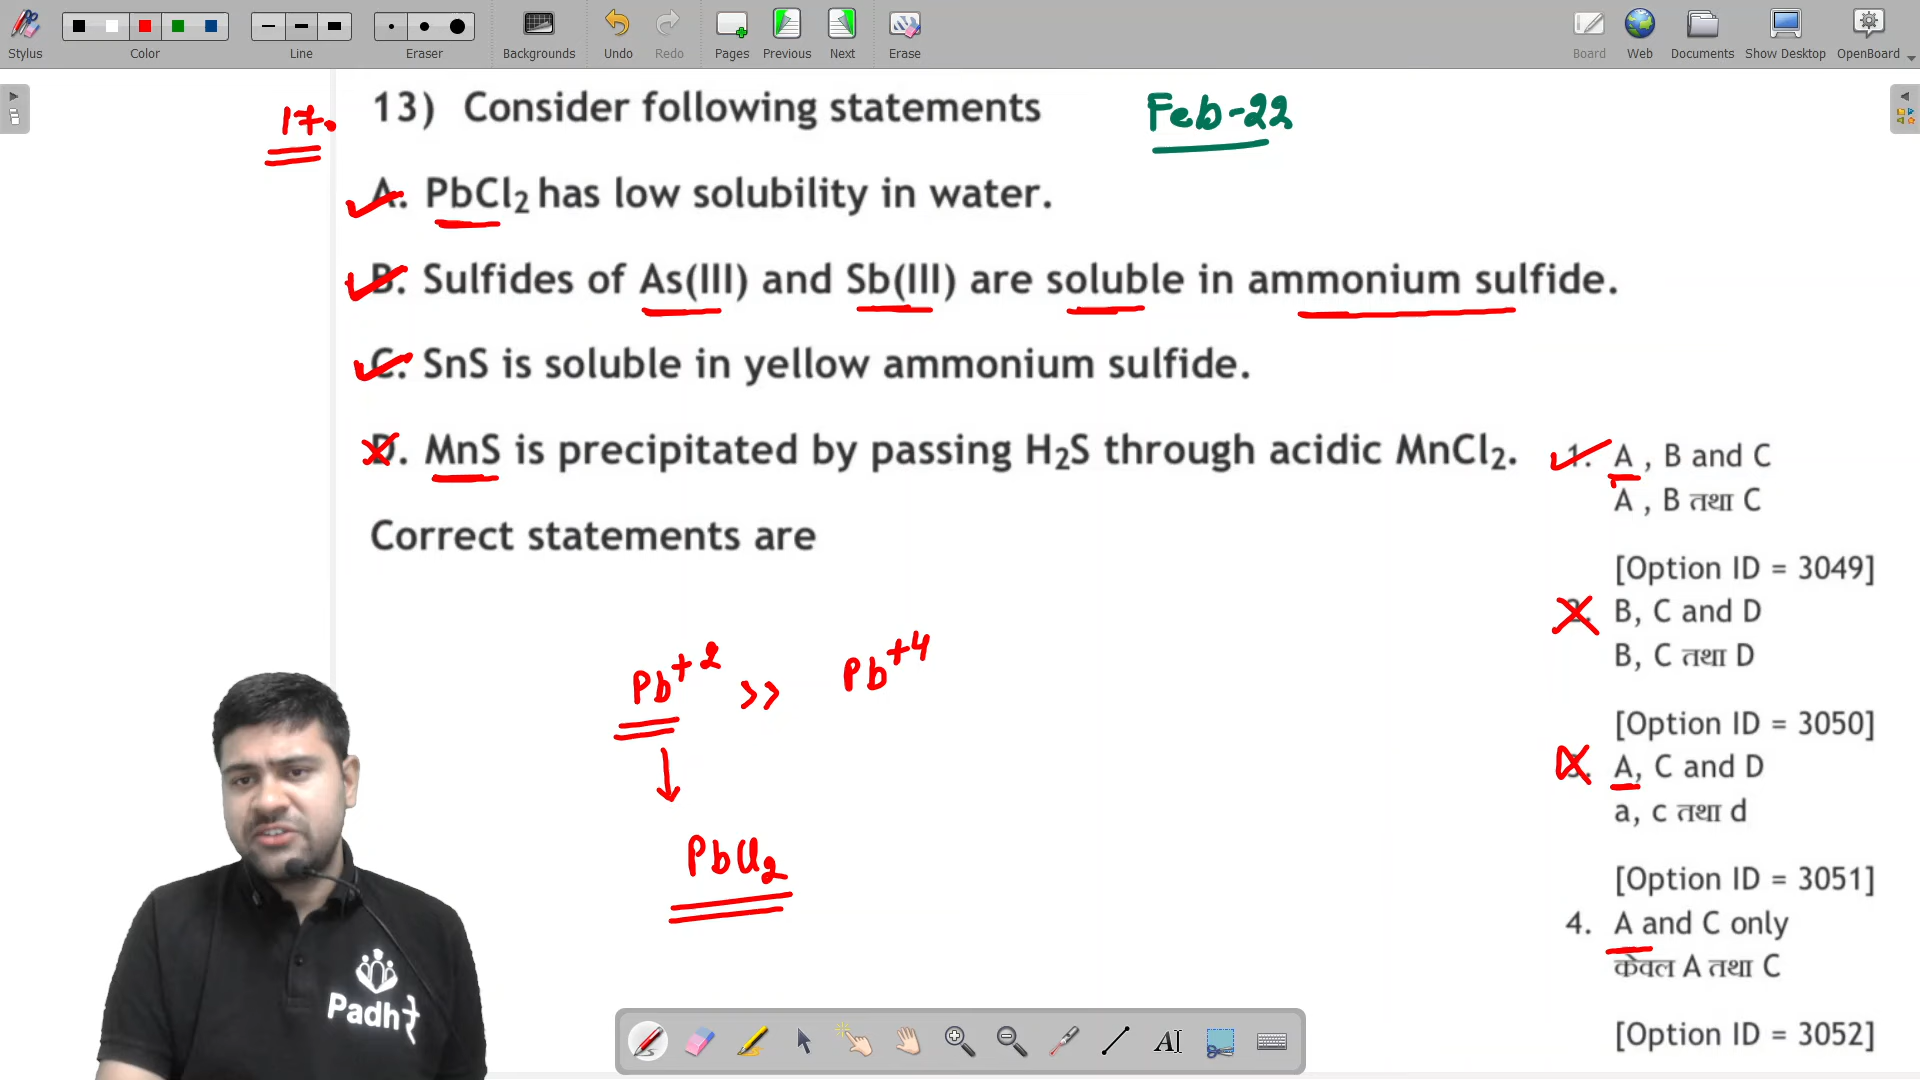 Stylus
Color
Line
Eraser
Backgrounds
Undo
Redo
Pages
Previous
Next
Erase
Board
Web
Documents
Show Desktop
OpenBoard
17.
13) Consider following statements
Feb-22
A. PbCl2 has low solubility in water.
B. Sulfides of As(III) and Sb(III) are soluble in ammonium sulfide.
C. SnS is soluble in yellow ammonium sulfide.
D. MnS is precipitated by passing H2S through acidic MnCl2.
Correct statements are
1. A , B and C
A , B तथा C
[Option ID = 3049]
2. B, C and D
B, C तथा D
[Option ID = 3050]
3. A, C and D
a, c तथा d
[Option ID = 3051]
4. A and C only
केवल A तथा C
[Option ID = 3052]
Pb+2 >> Pb+4
PbCl2
Padhरे